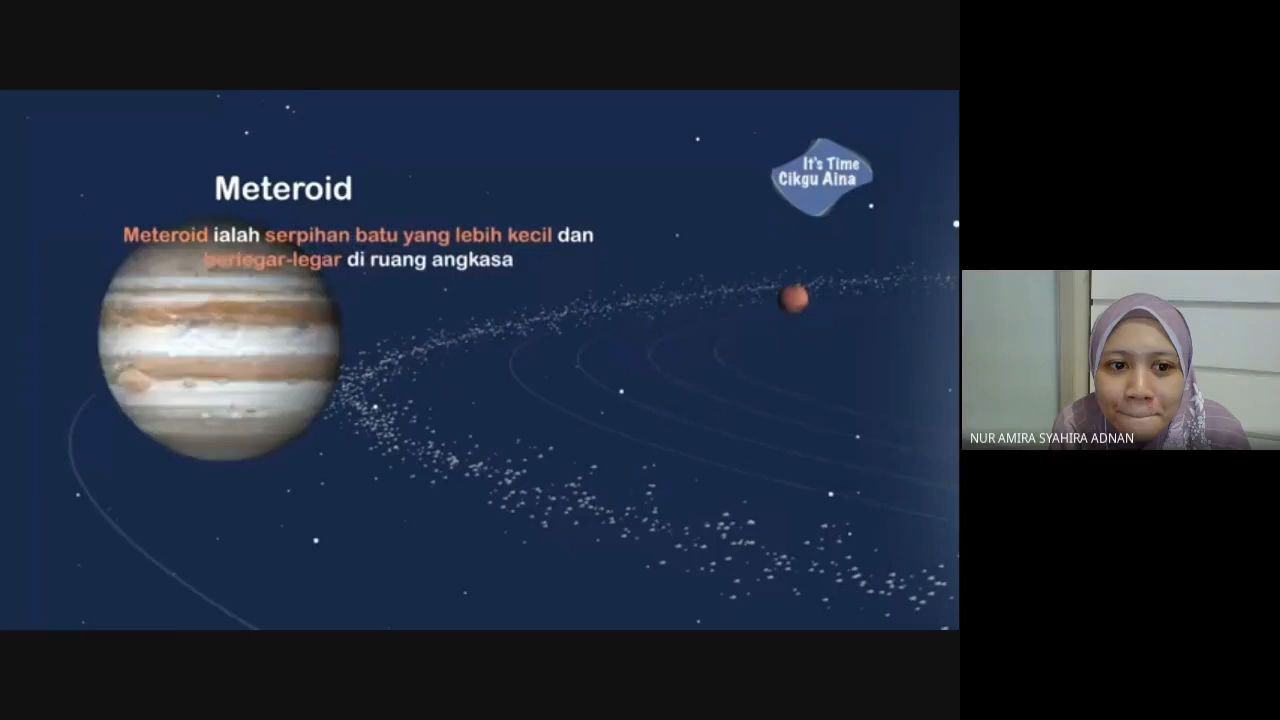 Meteroid
Meteroid ialah serpihan batu yang lebih kecil dan
berlegar-legar di ruang angkasa
It's Time
Cikgu Aina
NUR AMIRA SYAHIRA ADNAN